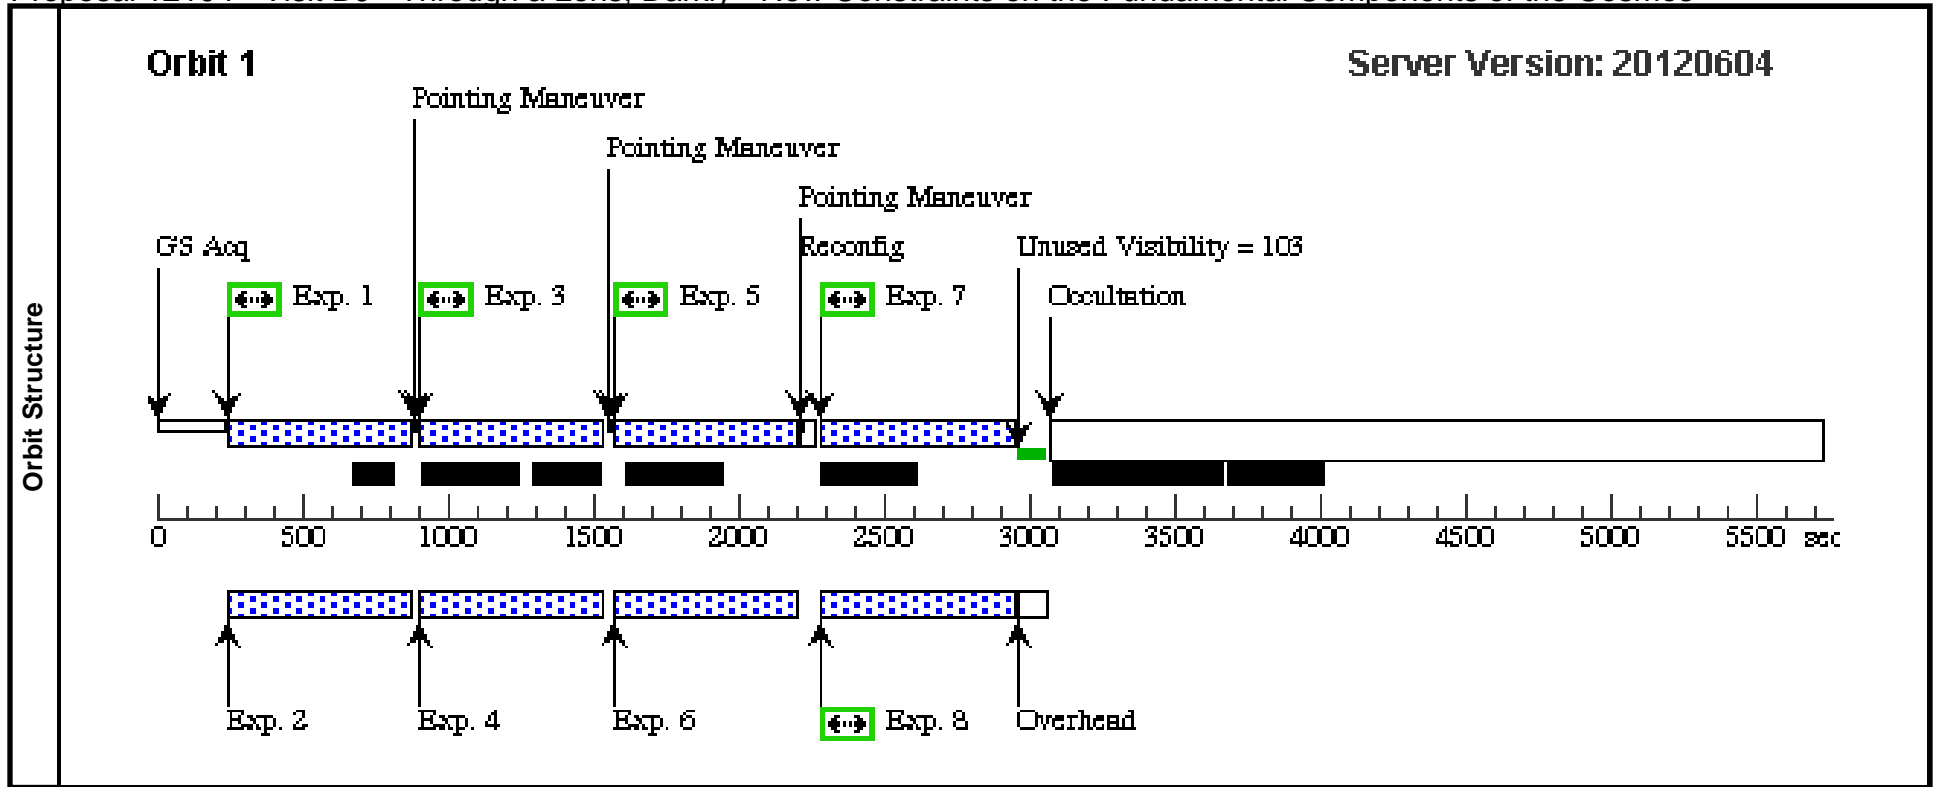 Orbit Structure
Orbit 1
Server Version: 20120604
Pointing Maneuver
Pointing Maneuver
Pointing Maneuver
GS Acq
Reconfig
Unused Visibility = 103
Exp. 1
Exp. 3
Exp. 5
Exp. 7
Occultation
0 500 1000 1500 2000 2500 3000 3500 4000 4500 5000 5500 sec
Exp. 2
Exp. 4
Exp. 6
Exp. 8
Overhead